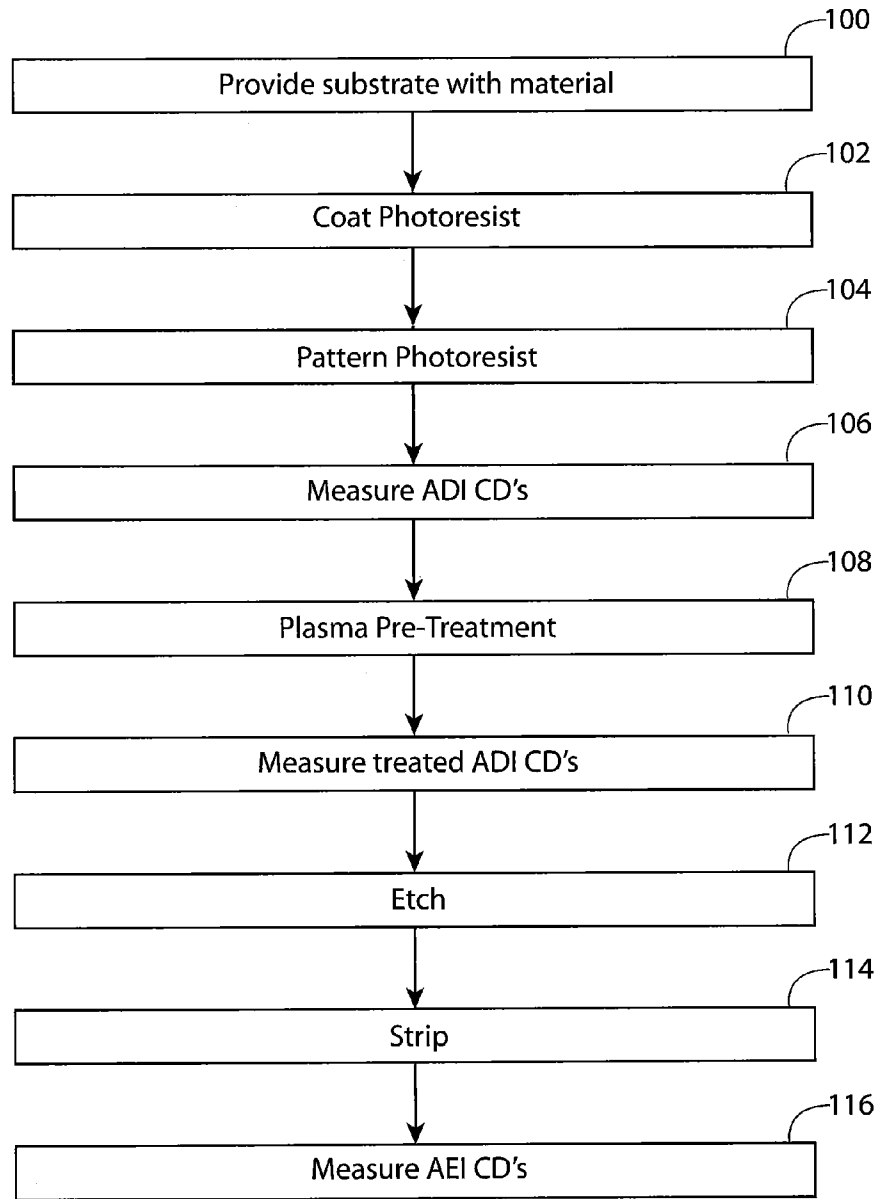 100
Provide substrate with material
102
Coat Photoresist
104
Pattern Photoresist
106
Measure ADI CD's
108
Plasma Pre-Treatment
110
Measure treated ADI CD's
112
Etch
114
Strip
116
Measure AEI CD's